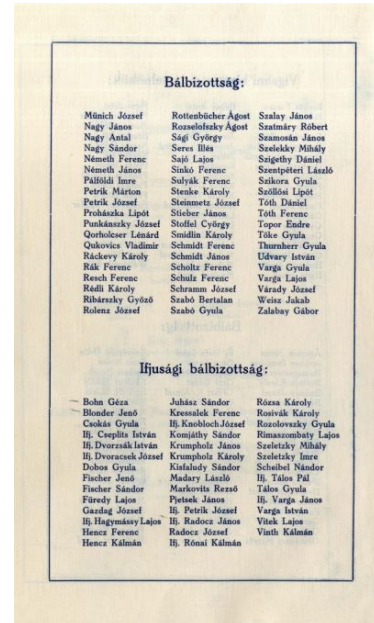 Bálbizottság:
Münich József
Nagy János
Nagy Antal
Nagy Sándor
Németh Ferenc
Németh János
Pálföldi Imre
Petrik Márton
Petrik József
Prohászka Lipót
Punkánszky József
Qorholcser Lénárd
Qukovics Vladimir
Ráckevy Károly
Rák Ferenc
Resch Ferenc
Rédli Károly
Ribárszky Győző
Rolenz József
Rottenbücher Ágost
Rozselofszky Ágost
Sági György
Seres Illés
Sajó Lajos
Sinkó Ferenc
Sulyák Ferenc
Stenke Károly
Steinmetz József
Stieber János
Stoffel György
Smidlin Károly
Schmidt Ferenc
Schmidt János
Scholtz Ferenc
Schulz Ferenc
Schramm József
Szabó Bertalan
Szabó Gyula
Szalay János
Szatmáry Róbert
Szamosán János
Szelekky Mihály
Szigethy Dániel
Szentpéteri László
Szikora Gyula
Szöllősi Lipót
Tóth Dániel
Tóth Ferenc
Topor Endre
Tőke Gyula
Thurnherr Gyula
Udvary István
Varga Gyula
Varga Lajos
Várady József
Weisz Jakab
Zalabay Gábor
Ifjusági bálbizottság:
Bohn Géza
Blonder Jenő
Csokás Gyula
Ifj. Cseplits István
Ifj. Dvorzsák István
Ifj. Dvoracsek József
Dobos Gyula
Fischer Jenő
Fischer Sándor
Füredy Lajos
Gazdag József
Ifj. Hagymássy Lajos
Hencz Ferenc
Hencz Kálmán
Juhász Sándor
Kressalek Ferenc
Ifj. Knobloch József
Komjáthy Sándor
Krumpholz János
Krumpholz Károly
Kisfaludy Sándor
Madary László
Markovits Rezső
Pjetsek János
Ifj. Petrik József
Ifj. Radocz János
Radocz József
Ifj. Rónai Kálmán
Rózsa Károly
Rosivák Károly
Rozolovszky Gyula
Rimaszombaty Lajos
Szeletzky Mihály
Szeletzky Imre
Scheibel Nándor
Ifj. Tálos Pál
Tálos Gyula
Ifj. Varga János
Varga István
Vitek Lajos
Vinth Kálmán